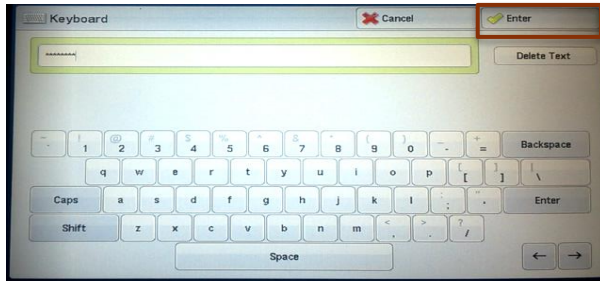 Keyboard Cancel Enter
******** Delete Text
~ ! 1 @ 2 # 3 $ 4 % 5 ^ 6 & 7 * 8 ( 9 ) 0 _ - + = Backspace
q w e r t y u i o p { [ } ] | \
Caps a s d f g h j k l : ; " ' Enter
Shift z x c v b n m < , > . ? /
Space ← →